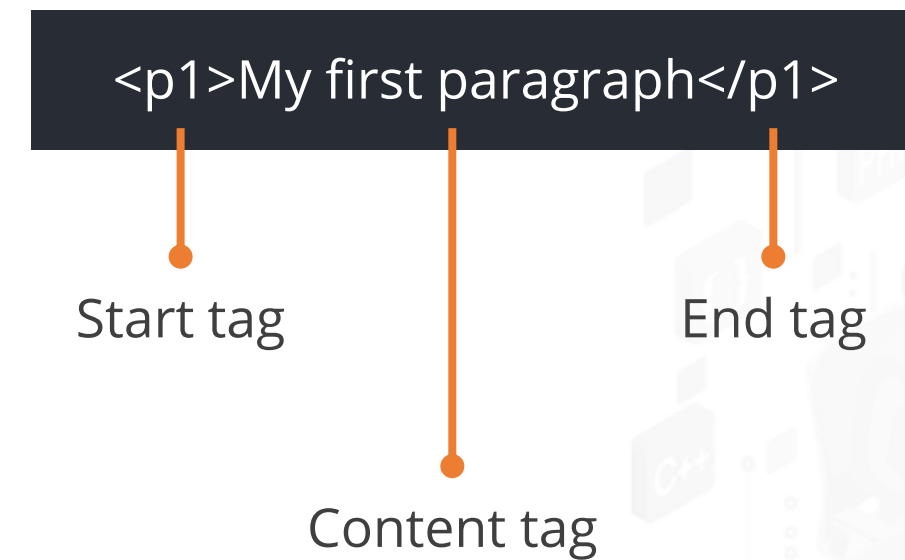 <p1>My first paragraph</p1>
Start tag
End tag
C++
Content tag